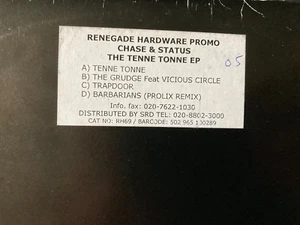 RENEGADE HARDWARE PROMO
CHASE & STATUS
THE TENNE TONNE EP
05
A) TENNE TONNE
B) THE GRUDGE Feat VICIOUS CIRCLE
C) TRAPDOOR
D) BARBARIANS (PROLIX REMIX)
Info. fax: 020-7622-1030
DISTRIBUTED BY SRD TEL: 020-8802-3000
CAT NO: RH69 / BARCODE: 502 965 130289